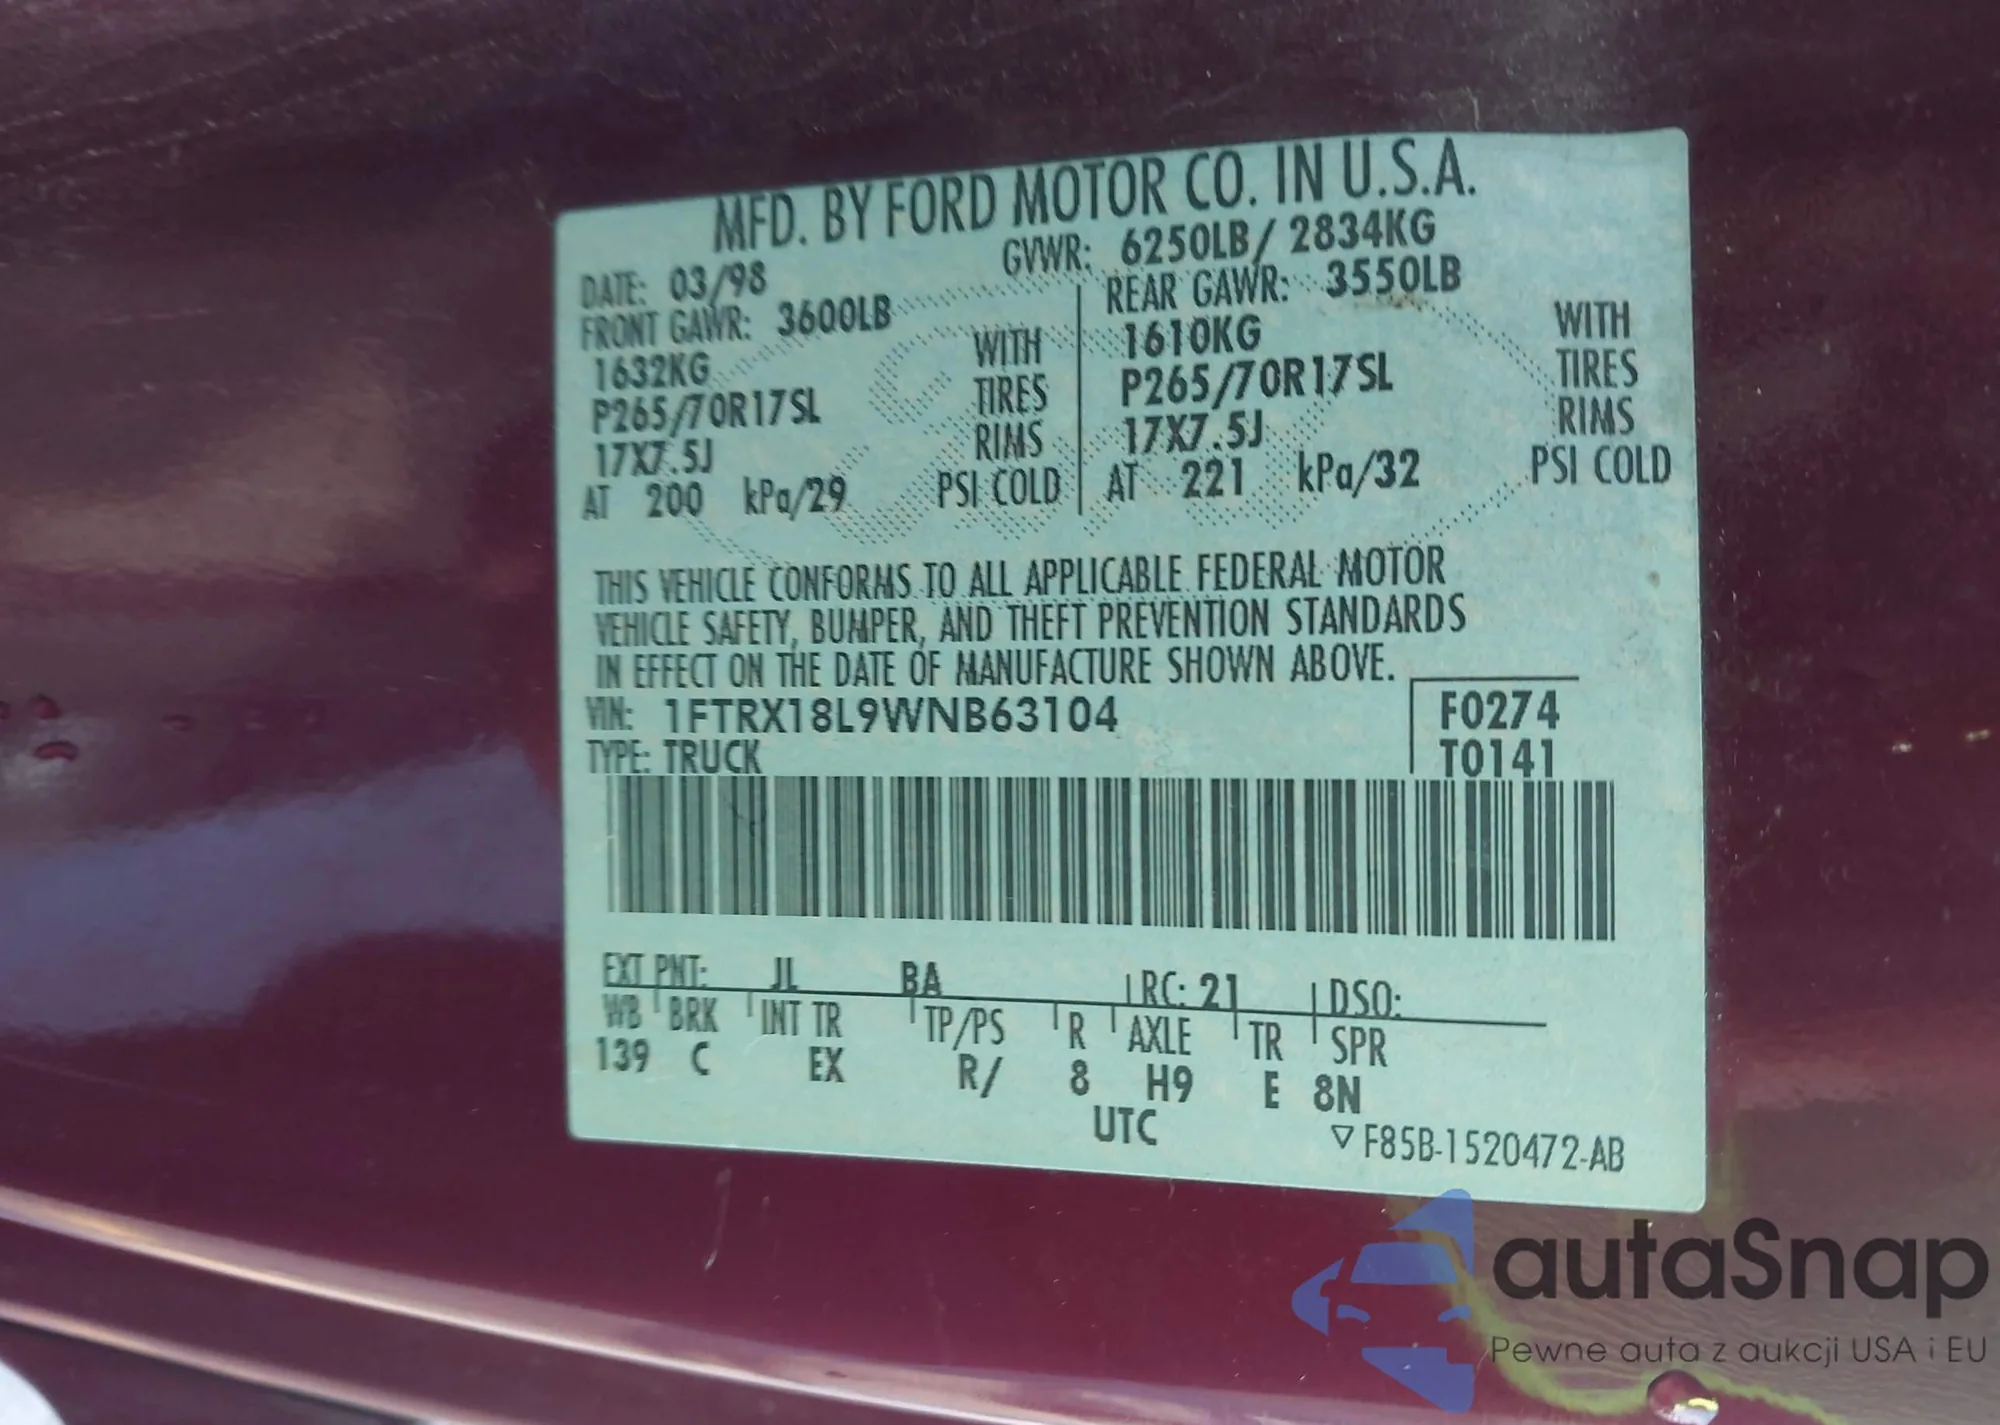 MFD. BY FORD MOTOR CO. IN U.S.A.
DATE: 03/98 GVWR: 6250LB/ 2834KG
FRONT GAWR: 3600LB REAR GAWR: 3550LB
1632KG WITH 1610KG WITH
P265/70R17SL TIRES P265/70R17SL TIRES
17X7.5J RIMS 17X7.5J RIMS
AT 200 kPa/29 PSI COLD AT 221 kPa/32 PSI COLD
THIS VEHICLE CONFORMS TO ALL APPLICABLE FEDERAL MOTOR
VEHICLE SAFETY, BUMPER, AND THEFT PREVENTION STANDARDS
IN EFFECT ON THE DATE OF MANUFACTURE SHOWN ABOVE.
VIN: 1FTRX18L9WNB63104 F0274
TYPE: TRUCK T0141
EXT PNT: JL BA RC: 21 DSO:
WB BRK INT TR TP/PS R AXLE TR SPR
139 C EX R/ 8 H9 E 8N
UTC
▽ F85B-1520472-AB
autaSnap
Pewne auta z aukcji USA i EU